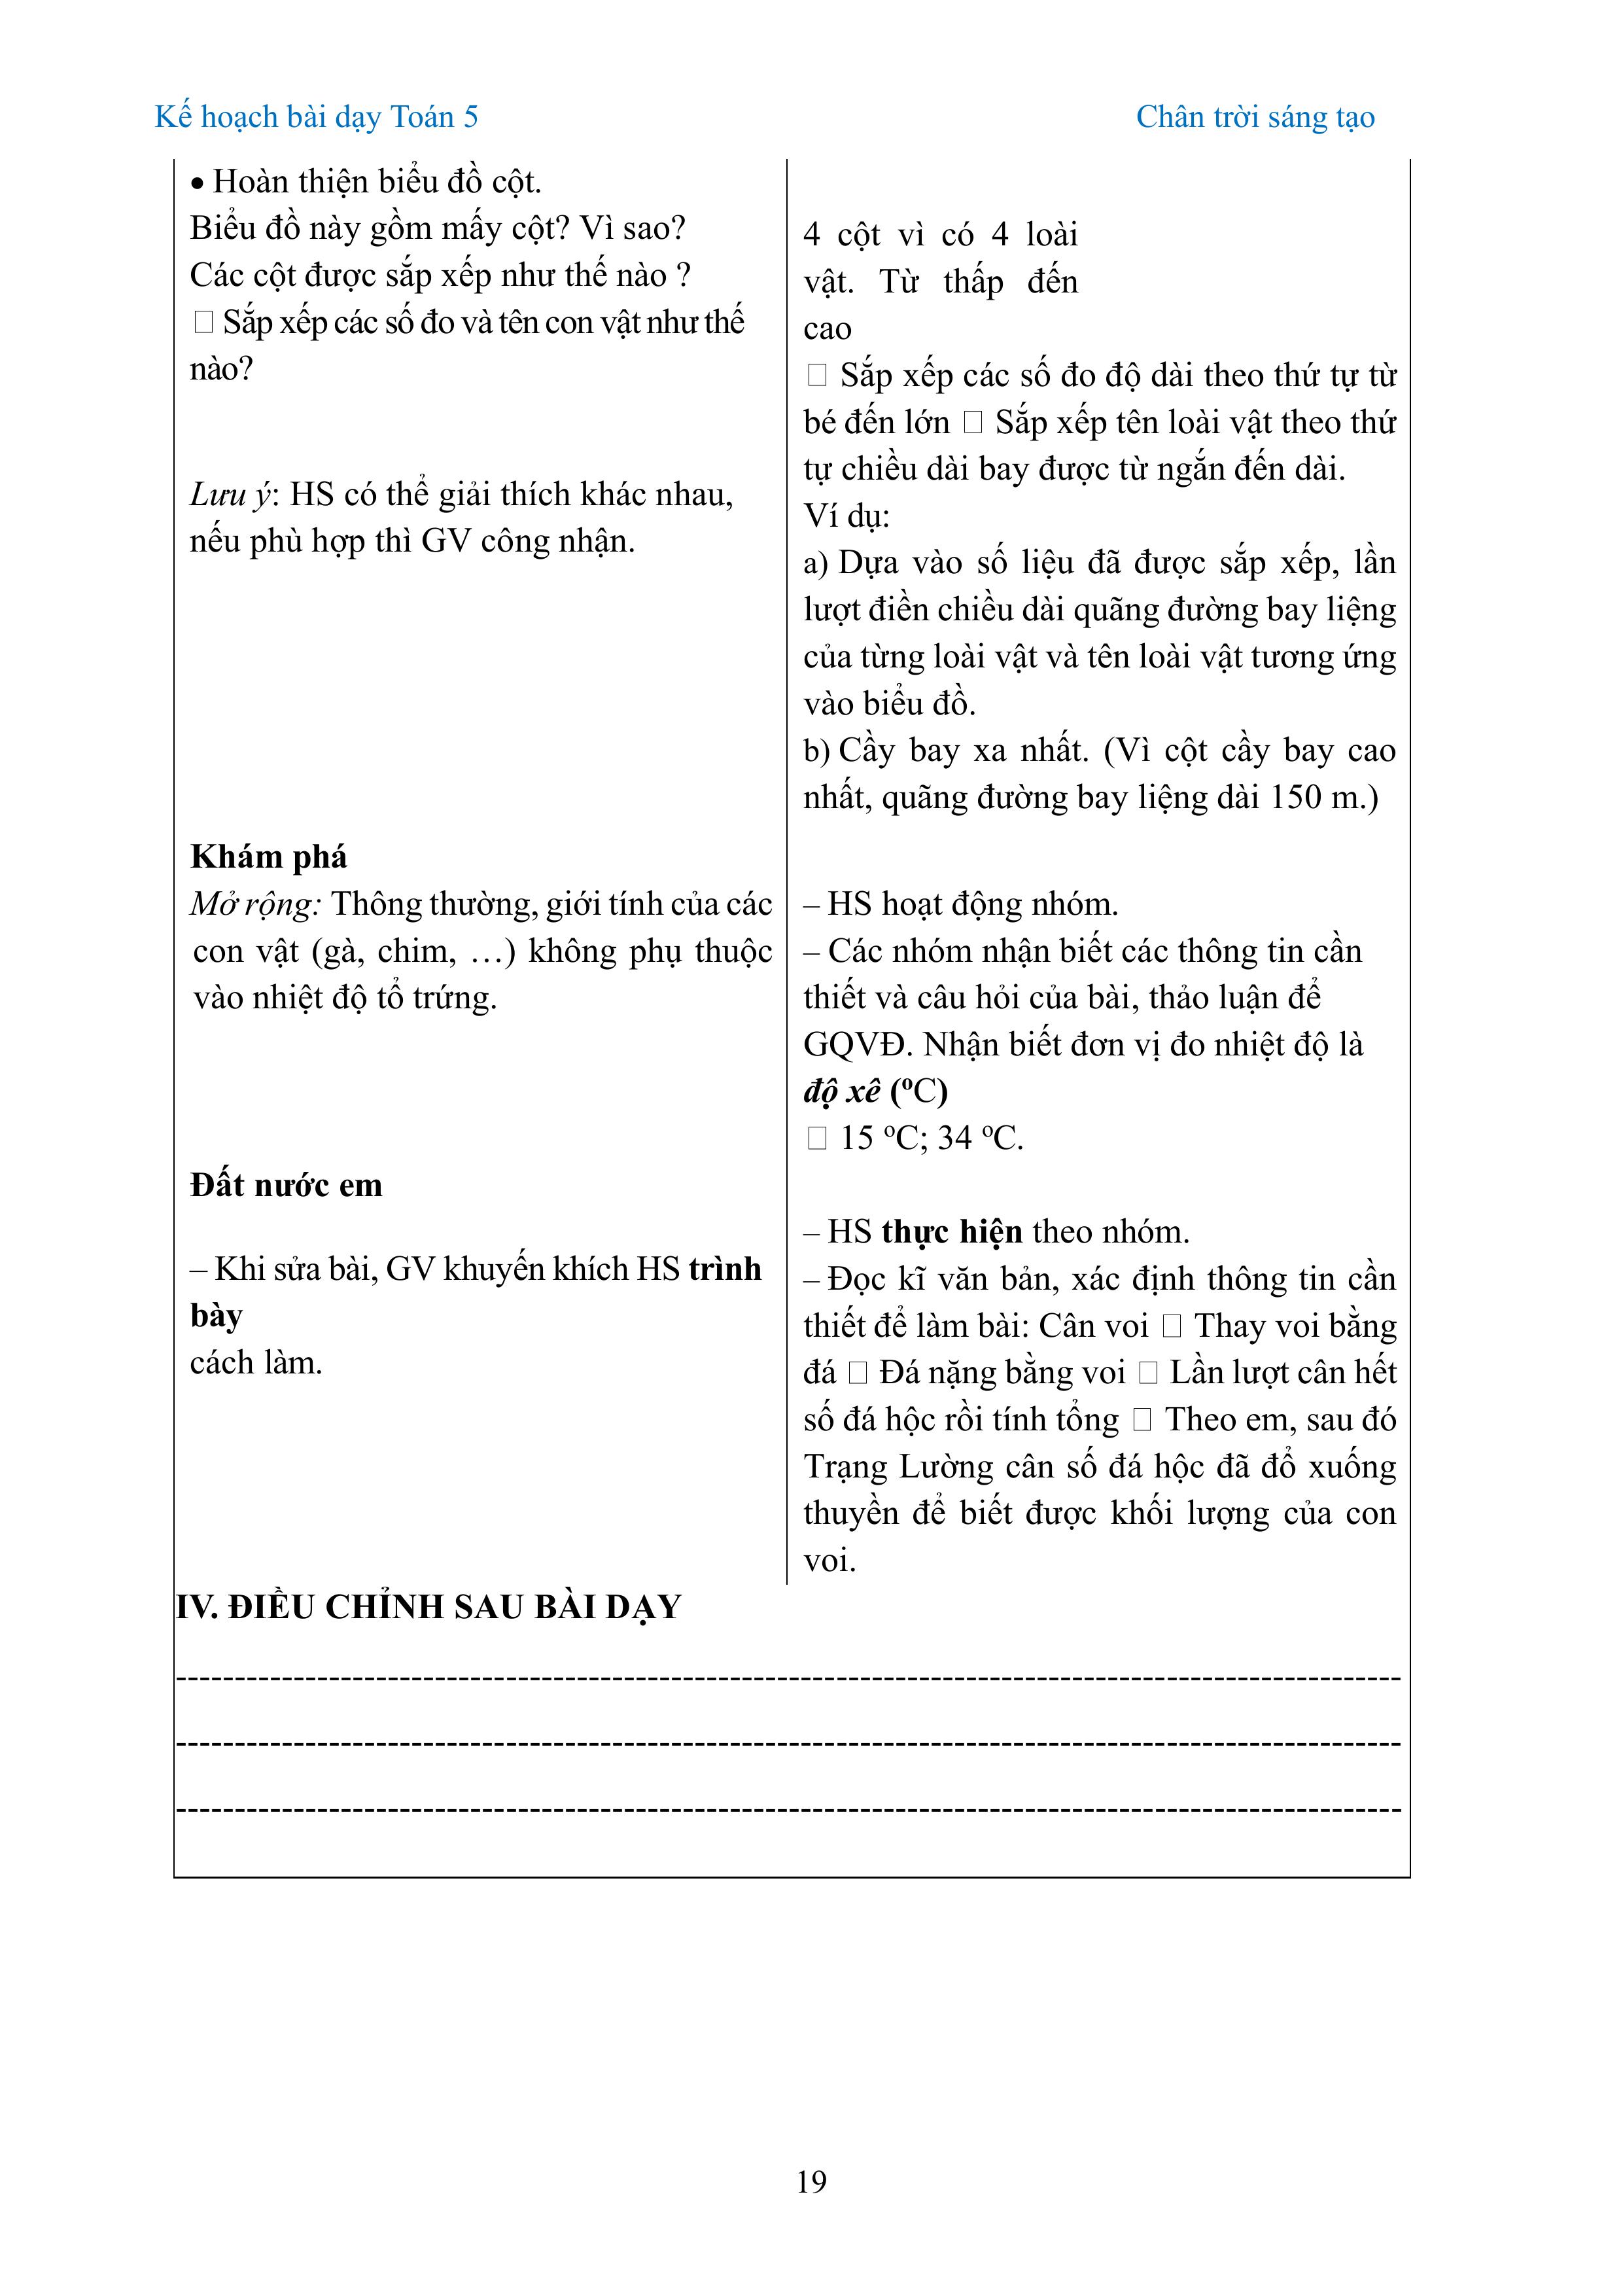 Kế hoạch bài dạy Toán 5
Chân trời sáng tạo
• Hoàn thiện biểu đồ cột.
Biểu đồ này gồm mấy cột? Vì sao?
Các cột được sắp xếp như thế nào ?
□ Sắp xếp các số đo và tên con vật như thế
nào?
Lưu ý: HS có thể giải thích khác nhau,
nếu phù hợp thì GV công nhận.
4 cột vì có 4 loài
vật. Từ thấp đến
cao
□ Sắp xếp các số đo độ dài theo thứ tự từ
bé đến lớn □ Sắp xếp tên loài vật theo thứ
tự chiều dài bay được từ ngắn đến dài.
Ví dụ:
a) Dựa vào số liệu đã được sắp xếp, lần
lượt điền chiều dài quãng đường bay liệng
của từng loài vật và tên loài vật tương ứng
vào biểu đồ.
b) Cầy bay xa nhất. (Vì cột cầy bay cao
nhất, quãng đường bay liệng dài 150 m.)
Khám phá
Mở rộng: Thông thường, giới tính của các
con vật (gà, chim, …) không phụ thuộc
vào nhiệt độ tổ trứng.
– HS hoạt động nhóm.
– Các nhóm nhận biết các thông tin cần
thiết và câu hỏi của bài, thảo luận để
GQVĐ. Nhận biết đơn vị đo nhiệt độ là
độ xê (ºC)
□ 15 ºC; 34 ºC.
Đất nước em
– Khi sửa bài, GV khuyến khích HS trình
bày
cách làm.
– HS thực hiện theo nhóm.
– Đọc kĩ văn bản, xác định thông tin cần
thiết để làm bài: Cân voi □ Thay voi bằng
đá □ Đá nặng bằng voi □ Lần lượt cân hết
số đá hộc rồi tính tổng □ Theo em, sau đó
Trạng Lường cân số đá hộc đã đổ xuống
thuyền để biết được khối lượng của con
voi.
IV. ĐIỀU CHỈNH SAU BÀI DẠY
19